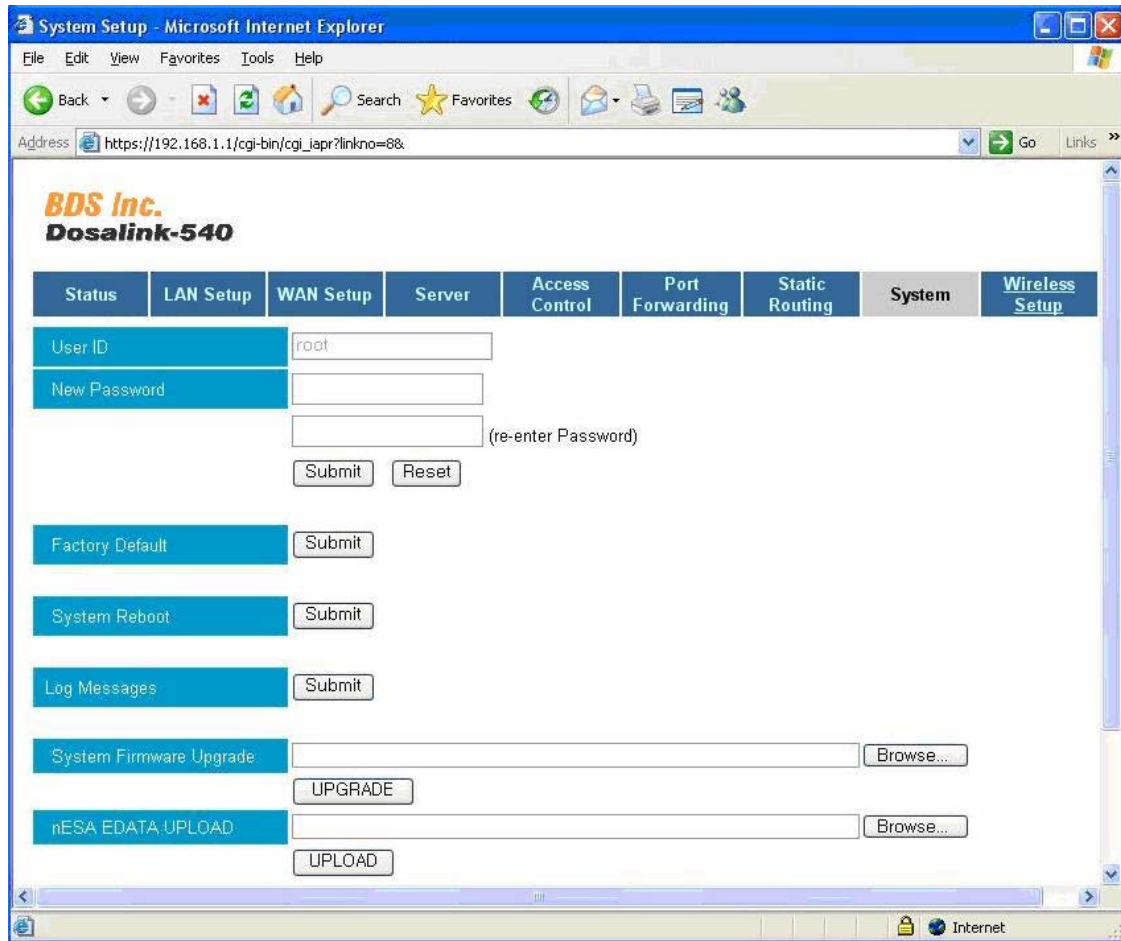 System Setup - Microsoft Internet Explorer
File Edit View Favorites Tools Help
Back Search Favorites
Address https://192.168.1.1/cgi-bin/cgi_iapr?linkno=8& Go Links »
BDS Inc.
Dosalink-540
Status LAN Setup WAN Setup Server Access Control Port Forwarding Static Routing System Wireless Setup
User ID root
New Password
(re-enter Password)
Submit Reset
Factory Default Submit
System Reboot Submit
Log Messages Submit
System Firmware Upgrade Browse...
UPGRADE
nESA EDATA UPLOAD Browse...
UPLOAD
Internet